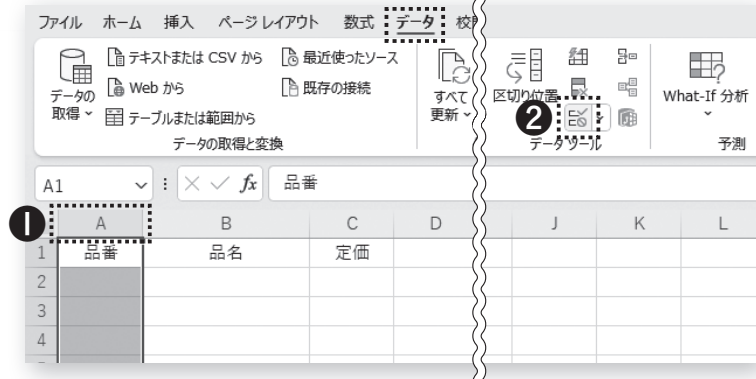 ファイル ホーム 挿入 ページ レイアウト 数式 データ
データの取得
テキストまたは CSV から
Web から
テーブルまたは範囲から
最近使ったソース
既存の接続
データの取得と変換
すべて更新
区切り位置
データ ツール
What-If 分析
予測
❷
A1
fx
品番
❶
A B C D J K L
1 品番 品名 定価
2
3
4